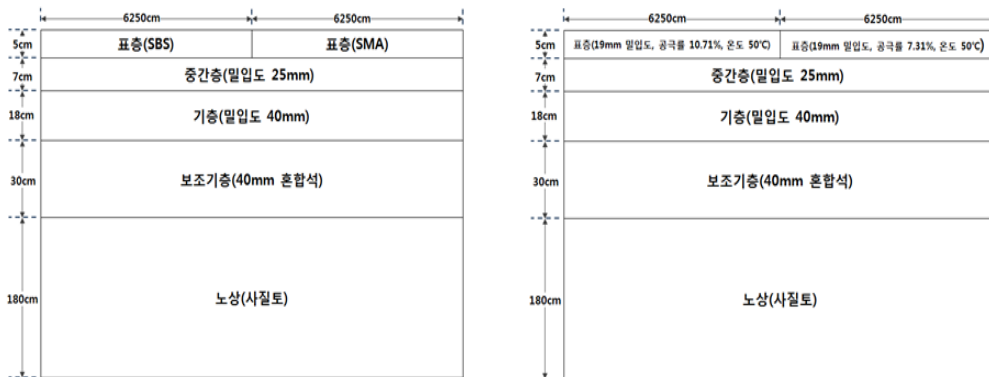 6250cm 6250cm
5cm 표층(SBS) 표층(SMA)
7cm 중간층(밀입도 25mm)
18cm 기층(밀입도 40mm)
30cm 보조기층(40mm 혼합석)
180cm 노상(사질토)
6250cm 6250cm
5cm 표층(19mm 밀입도, 공극률 10.71%, 온도 50℃) 표층(19mm 밀입도, 공극률 7.31%, 온도 50℃)
7cm 중간층(밀입도 25mm)
18cm 기층(밀입도 40mm)
30cm 보조기층(40mm 혼합석)
180cm 노상(사질토)